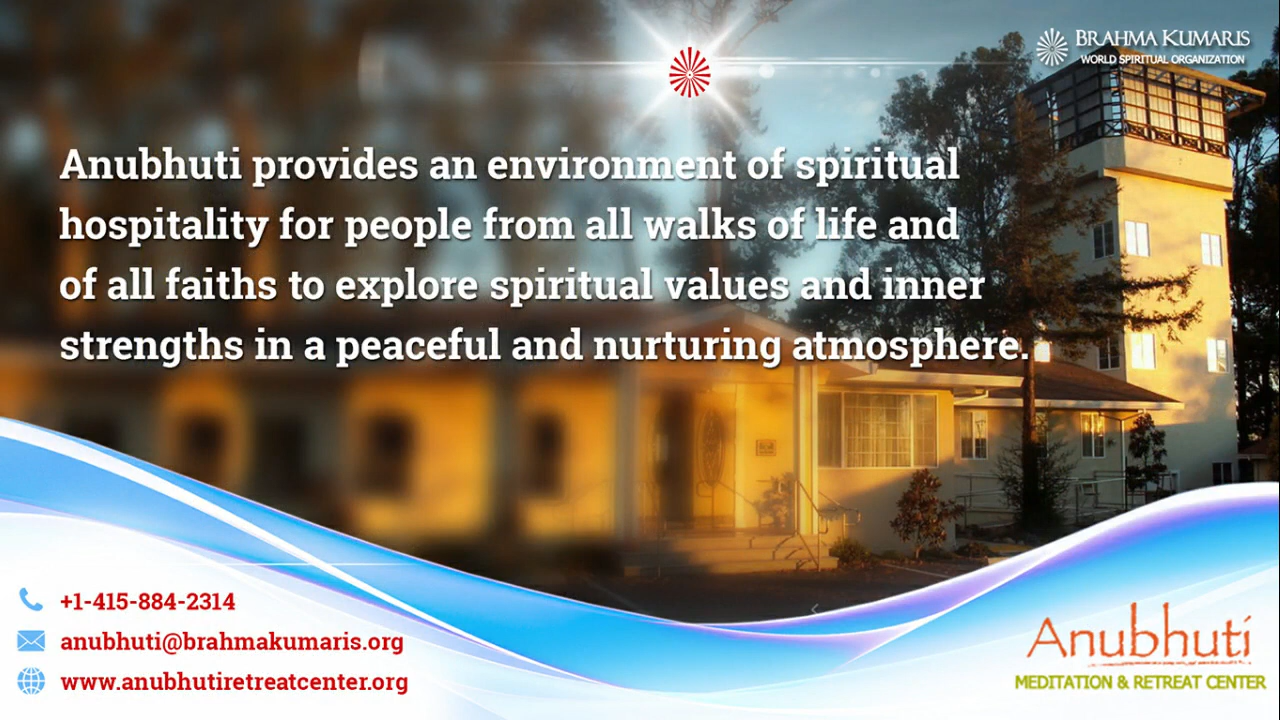 BRAHMA KUMARIS
WORLD SPIRITUAL ORGANIZATION
Anubhuti provides an environment of spiritual
hospitality for people from all walks of life and
of all faiths to explore spiritual values and inner
strengths in a peaceful and nurturing atmosphere.
+1-415-884-2314
anubhuti@brahmakumaris.org
www.anubhutiretreatcenter.org
Anubhuti
MEDITATION & RETREAT CENTER